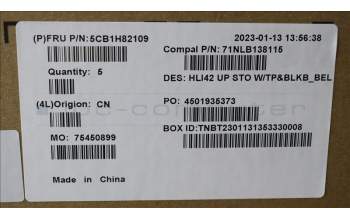 (P)FRU P/N:5CB1H82109
2023-01-13 13:56:38
Compal P/N:71NLB138115
Quantity: 5
DES: HLI42 UP STO W/TP&BLKB_BEL
(4L)Origion: CN
PO: 4501935373
MO: 75450899
BOX ID:TNBT2301131353330008
Made in China